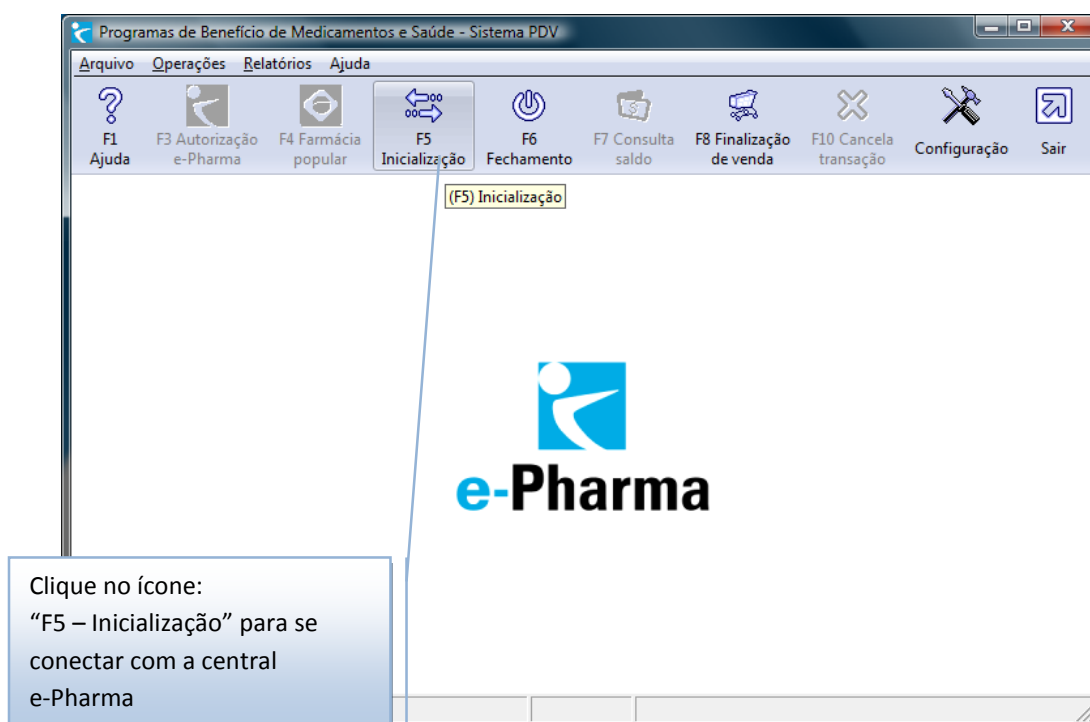 Programas de Benefício de Medicamentos e Saúde - Sistema PDV
Arquivo Operações Relatórios Ajuda
F1 Ajuda
F3 Autorização e-Pharma
F4 Farmácia popular
F5 Inicialização
F6 Fechamento
F7 Consulta saldo
F8 Finalização de venda
F10 Cancela transação
Configuração
Sair
(F5) Inicialização
e-Pharma
Clique no ícone:
“F5 – Inicialização” para se
conectar com a central
e-Pharma